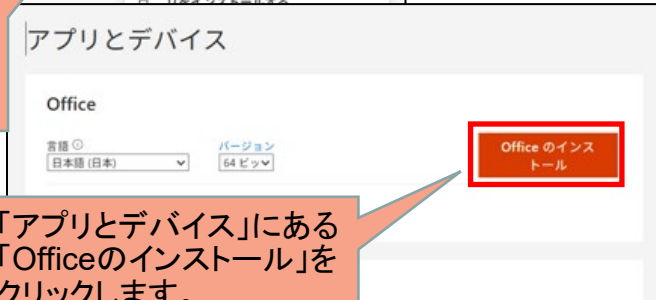 アプリとデバイス
Office
言語 ⓘ
バージョン
日本語 (日本)
64 ビッ
Office のインス
トール
「アプリとデバイス」にある
「Officeのインストール」を
クリックします。